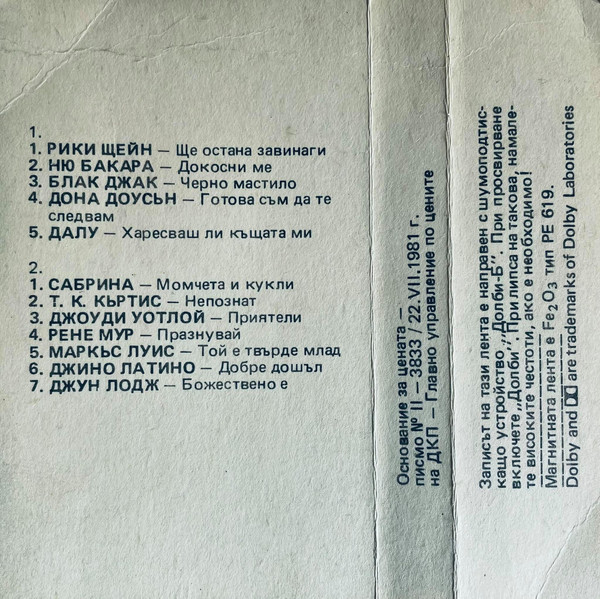 1.
1. РИКИ ЩЕЙН — Ще остана завинаги
2. НЮ БАКАРА — Докосни ме
3. БЛАК ДЖАК — Черно мастило
4. ДОНА ДОУСЪН — Готова съм да те
следвам
5. ДАЛУ — Харесваш ли къщата ми
2.
1. САБРИНА — Момчета и кукли
2. Т. К. КЪРТИС — Непознат
3. ДЖОУДИ УОТЛОЙ — Приятели
4. РЕНЕ МУР — Празнувай
5. МАРКЪС ЛУИС — Той е твърде млад
6. ДЖИНО ЛАТИНО — Добре дошъл
7. ДЖУН ЛОДЖ — Божествено е
Основание за цената —
писмо № II — 3833 / 22.VII.1981 г.
на ДКП — Главно управление по цените
Записът на тази лента е направен с шумоподтис-
кащо устройство „Долби-Б". При просвирване
включете „Долби"! При липса на такова, намале-
те високите честоти, ако е необходимо!
Магнитната лента е Fe2O3 тип РЕ 619.
Dolby and DD are trademarks of Dolby Laboratories